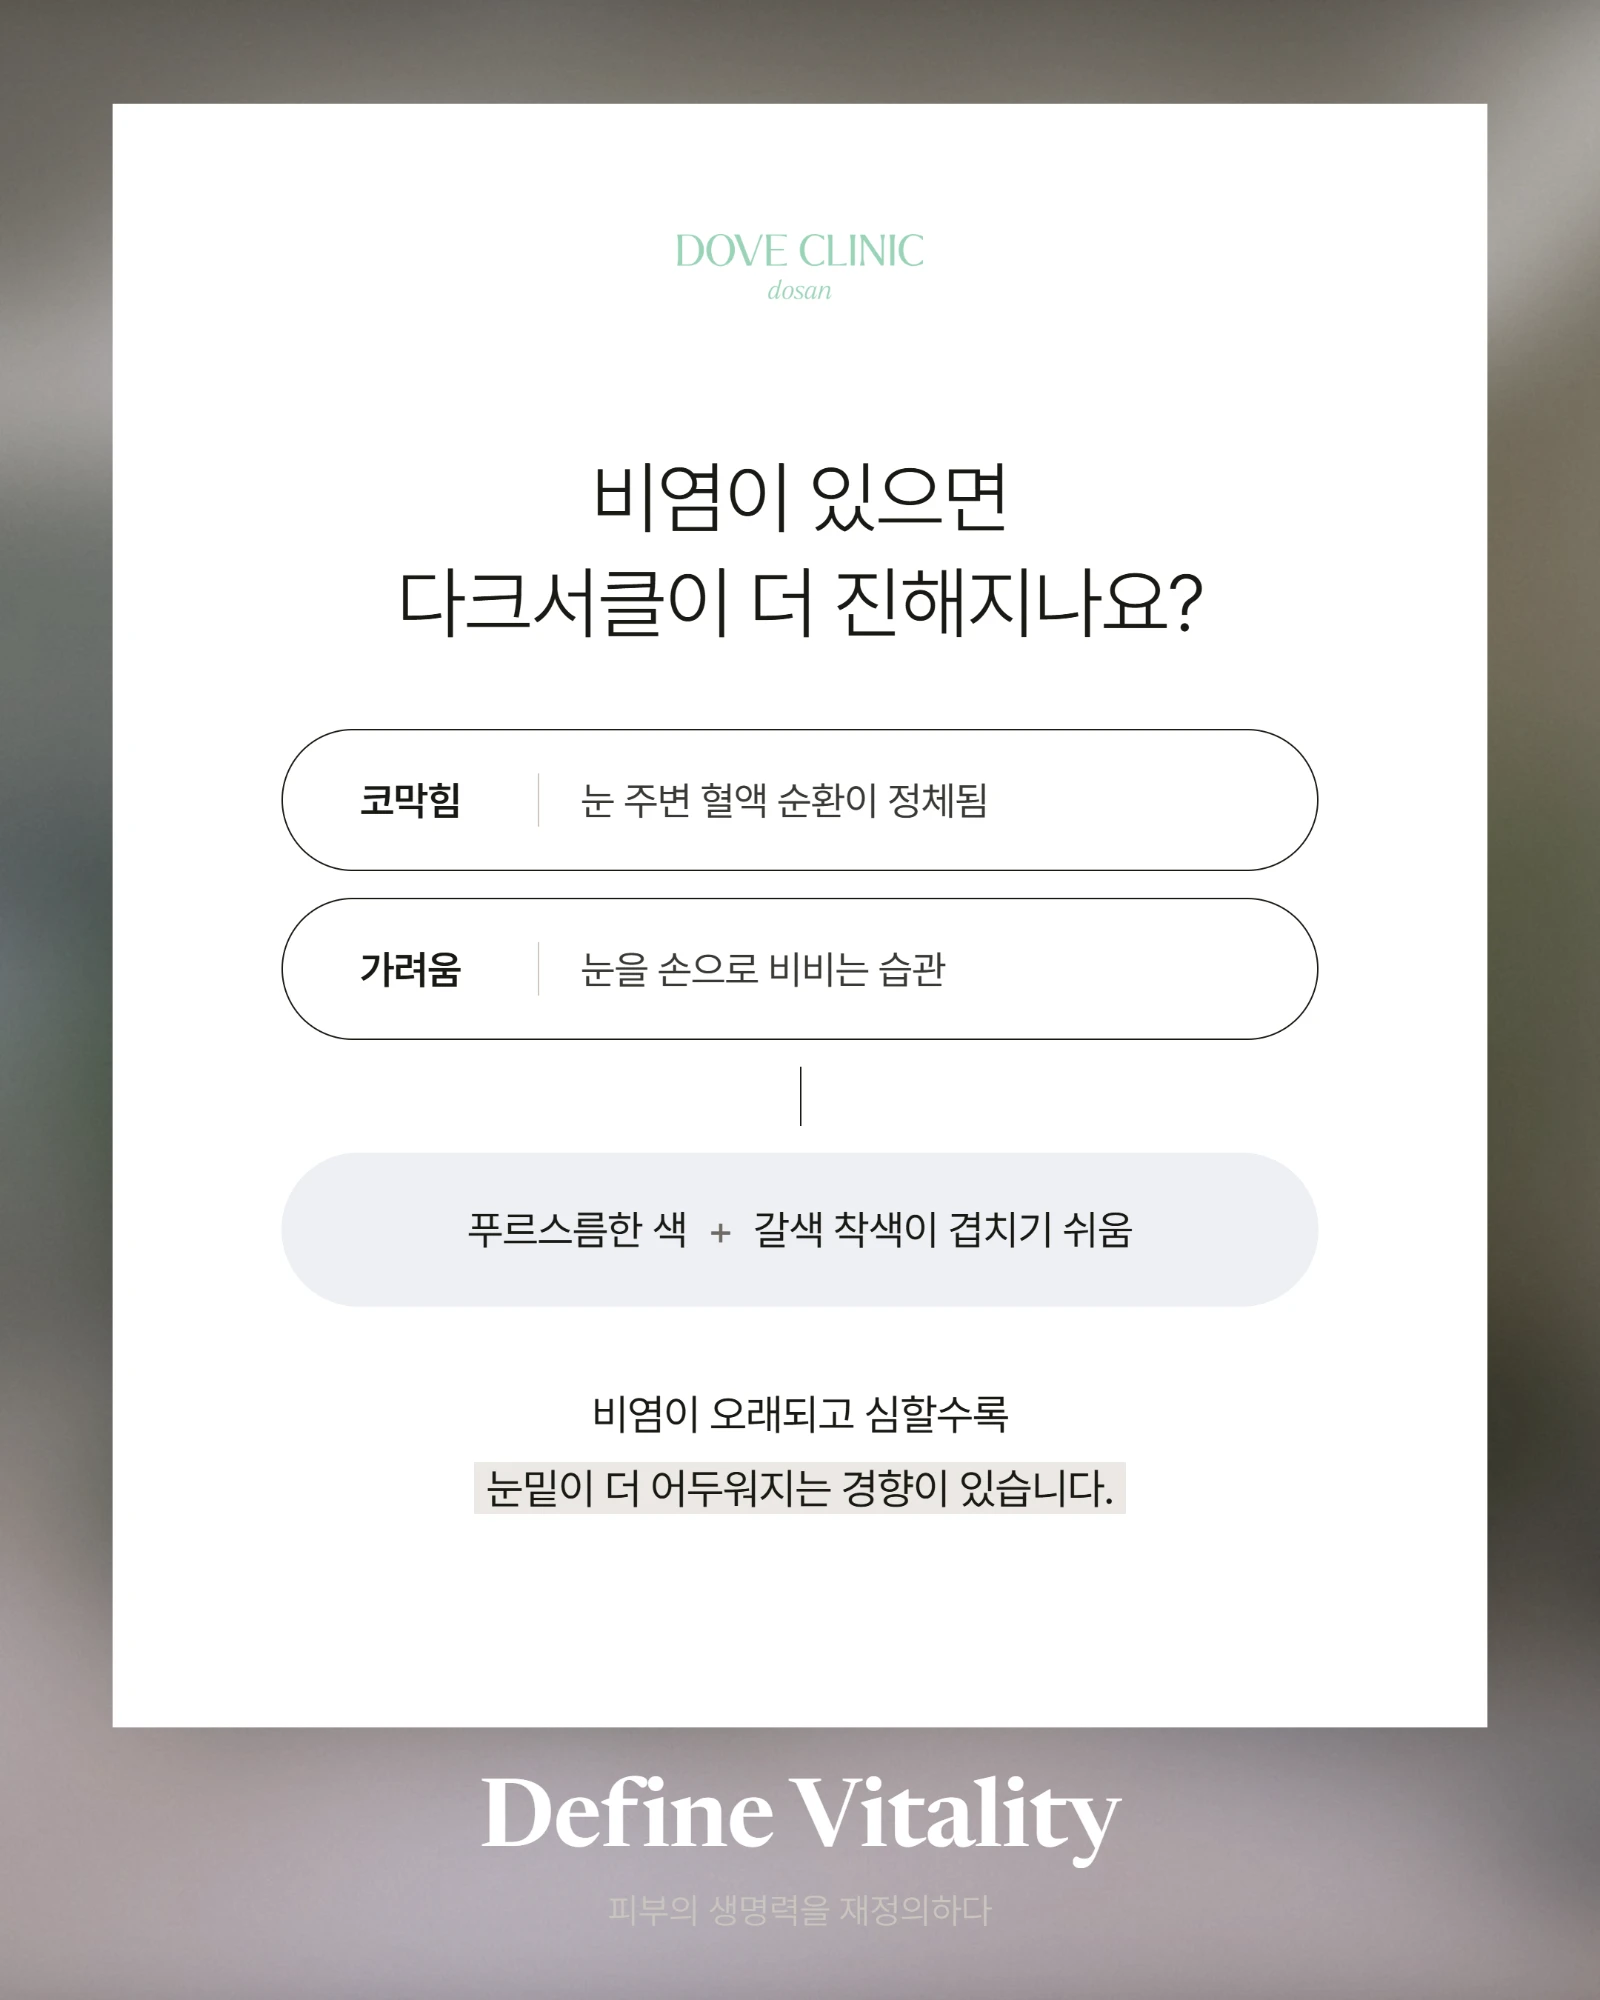 DOVE CLINIC
dosan
비염이 있으면
다크서클이 더 진해지나요?
코막힘 눈 주변 혈액 순환이 정체됨
가려움 눈을 손으로 비비는 습관
푸르스름한 색 + 갈색 착색이 겹치기 쉬움
비염이 오래되고 심할수록
눈밑이 더 어두워지는 경향이 있습니다.
Define Vitality
피부의 생명력을 재정의하다